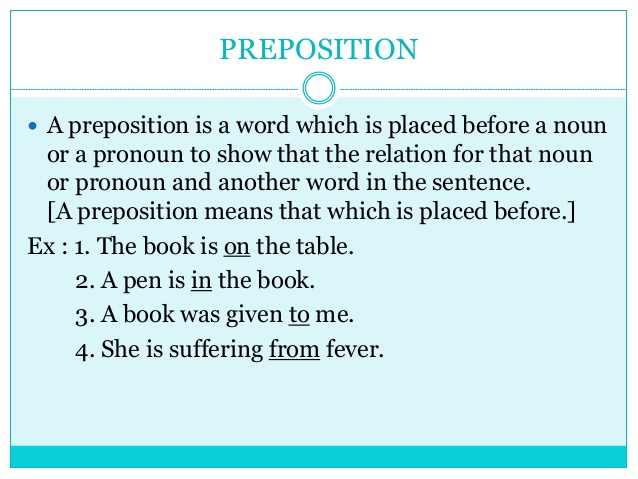 PREPOSITION
• A preposition is a word which is placed before a noun
or a pronoun to show that the relation for that noun
or pronoun and another word in the sentence.
[A preposition means that which is placed before.]
Ex : 1. The book is on the table.
2. A pen is in the book.
3. A book was given to me.
4. She is suffering from fever.